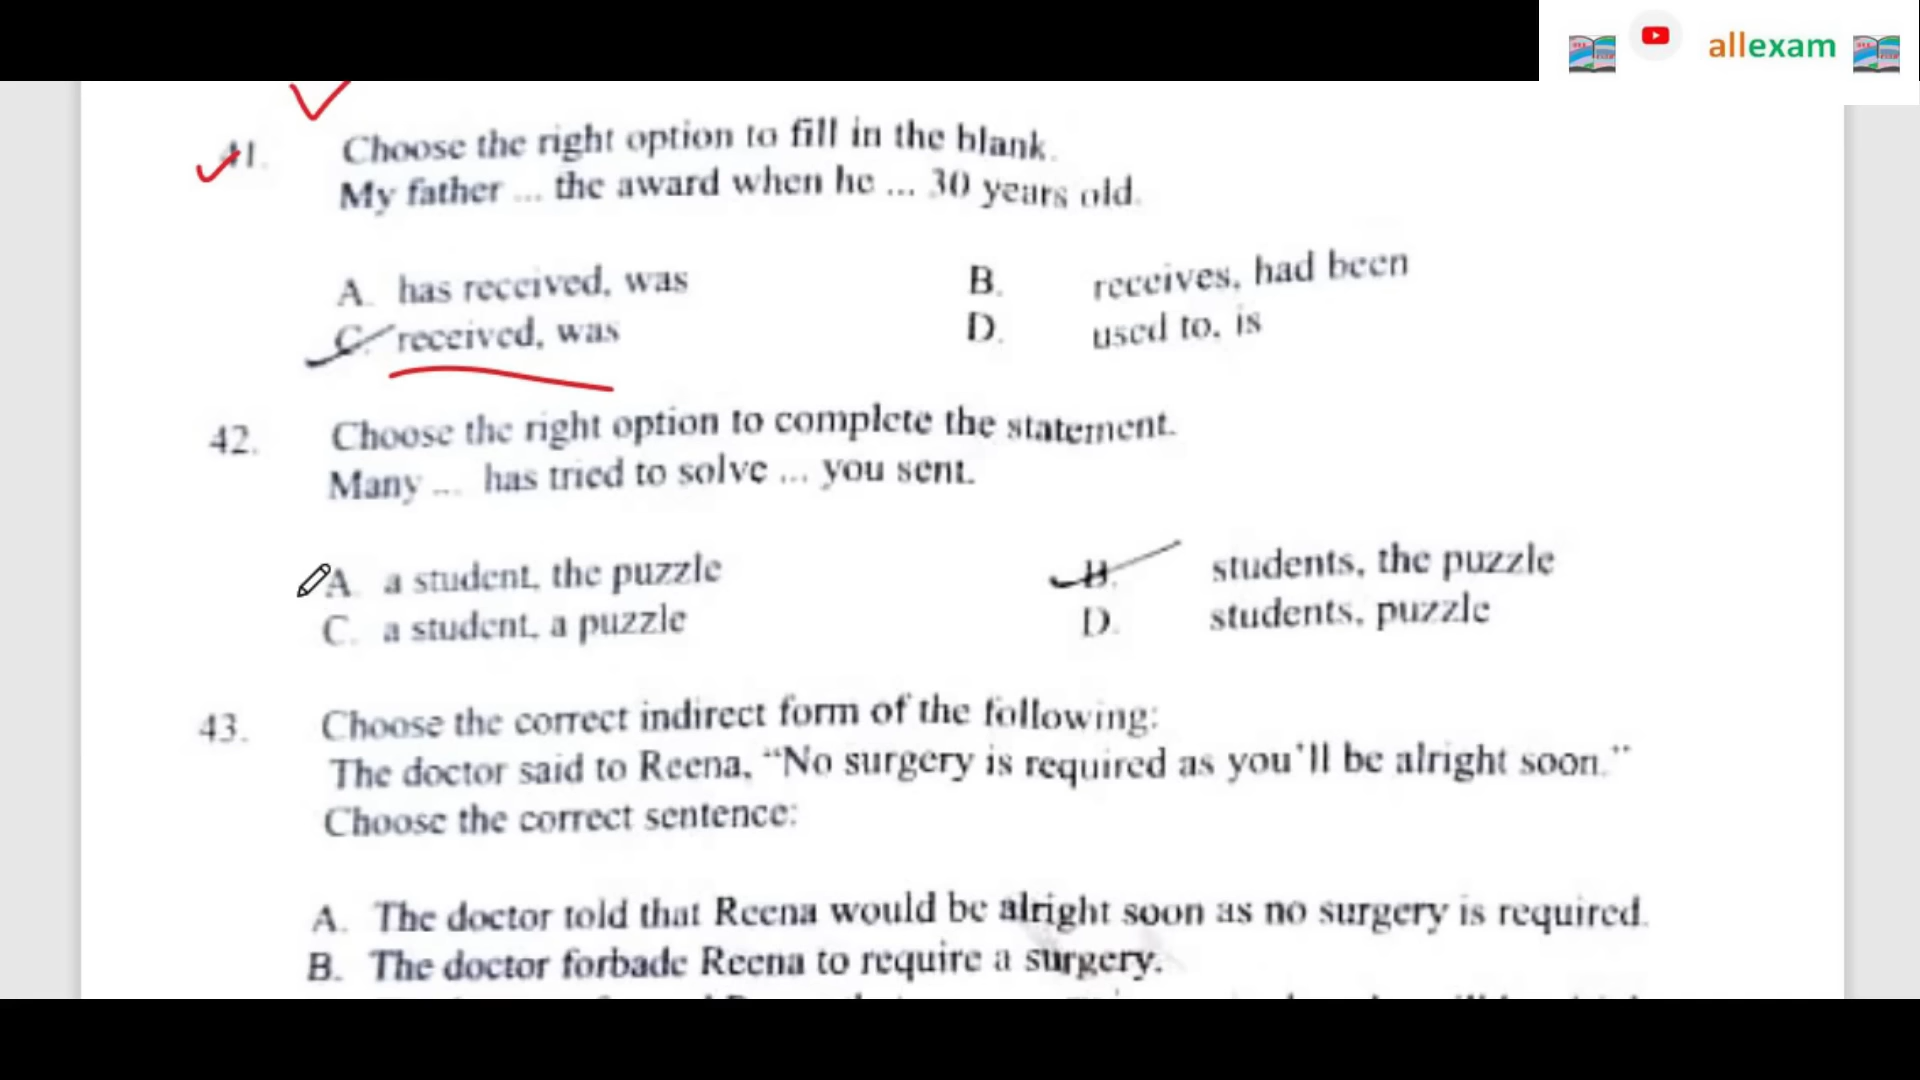 allexam
41. Choose the right option to fill in the blank.
My father ... the award when he ... 30 years old.
A. has received, was
B. receives, had been
C. received, was
D. used to, is
42. Choose the right option to complete the statement.
Many ... has tried to solve ... you sent.
A. a student, the puzzle
B. students, the puzzle
C. a student, a puzzle
D. students, puzzle
43. Choose the correct indirect form of the following:
The doctor said to Reena, “No surgery is required as you'll be alright soon.”
Choose the correct sentence:
A. The doctor told that Reena would be alright soon as no surgery is required.
B. The doctor forbade Reena to require a surgery.